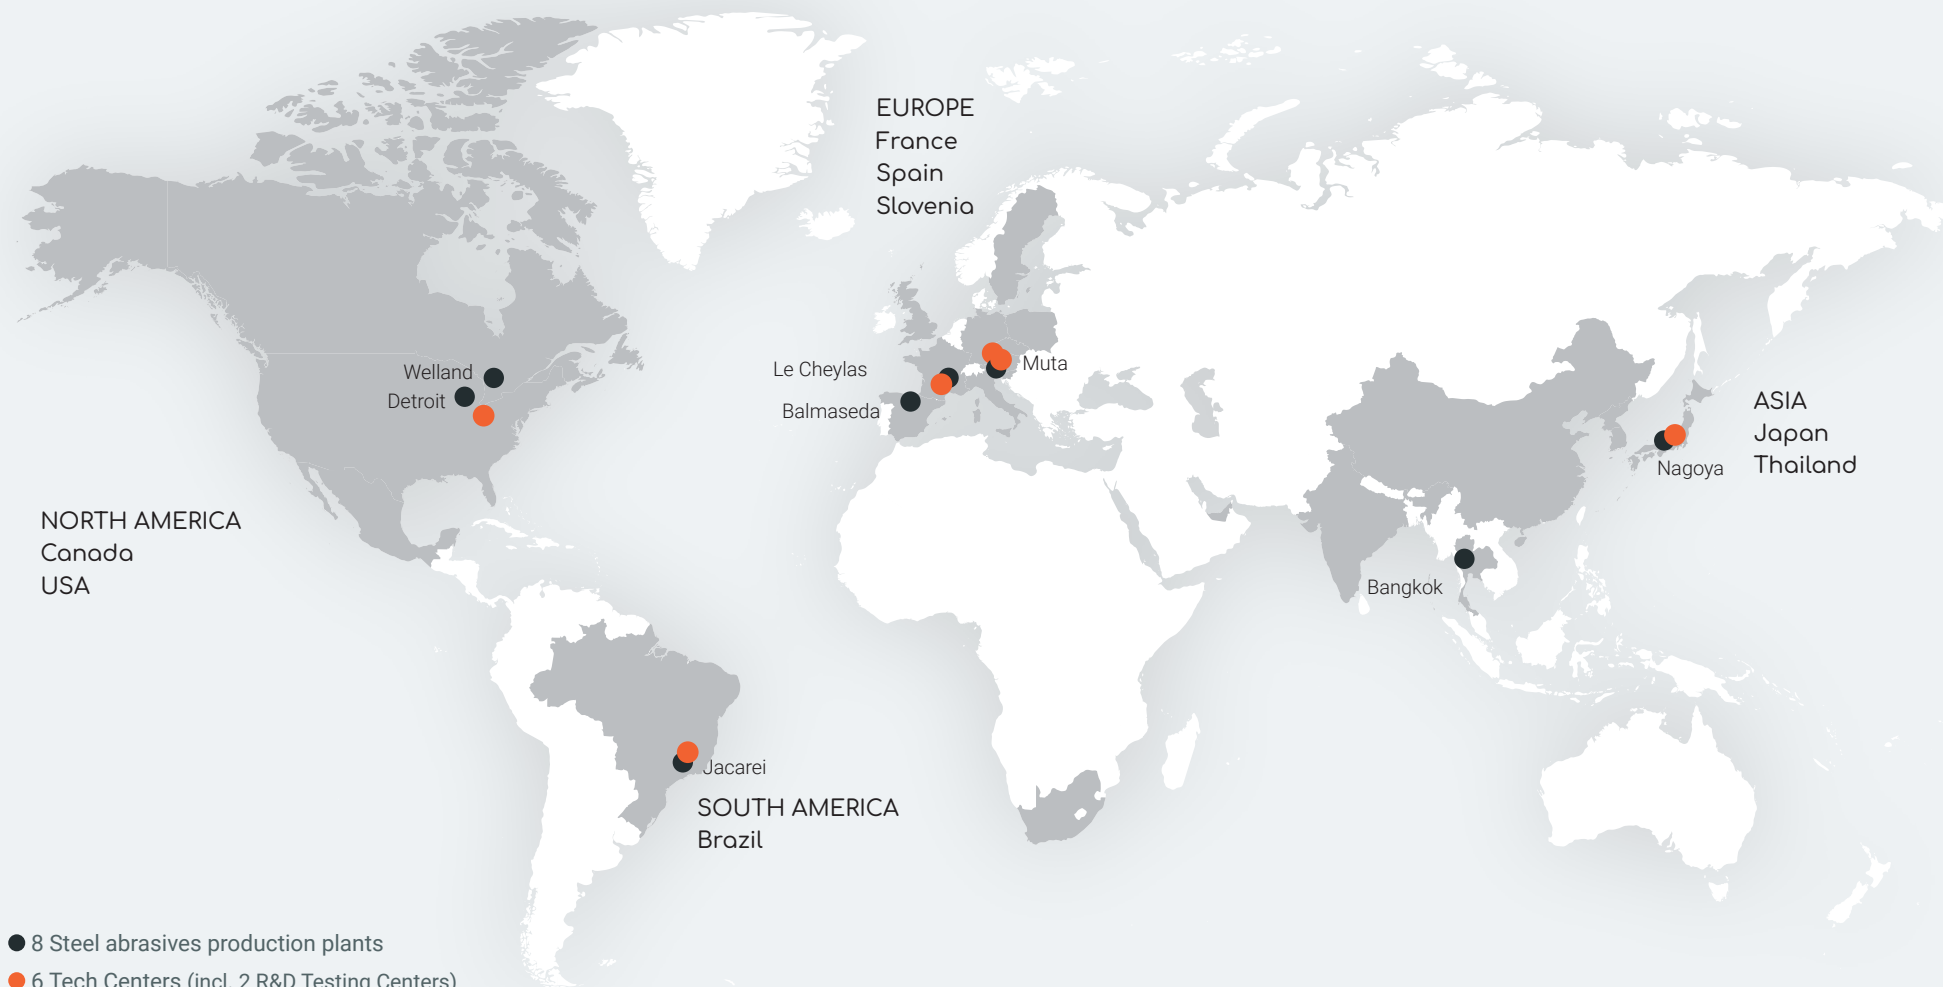 EUROPE
France
Spain
Slovenia
Welland
Detroit
Le Cheylas
Balmaseda
Muta
ASIA
Japan
Thailand
Nagoya
NORTH AMERICA
Canada
USA
Bangkok
Jacarei
SOUTH AMERICA
Brazil
8 Steel abrasives production plants
6 Tech Centers (incl. 2 R&D Testing Centers)